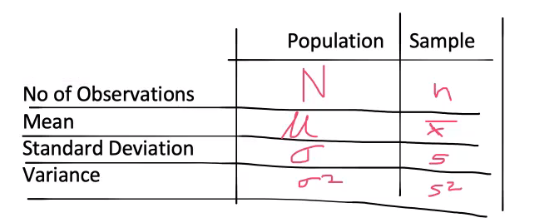 Population Sample
No of Observations N n
Mean μ x̅
Standard Deviation σ s
Variance σ² s²